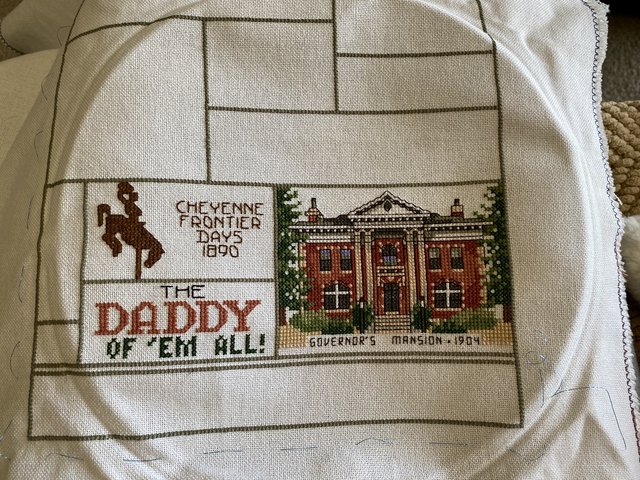 CHEYENNE
FRONTIER
DAYS
1890
THE
DADDY
OF 'EM ALL!
GOVERNOR'S MANSION • 1904